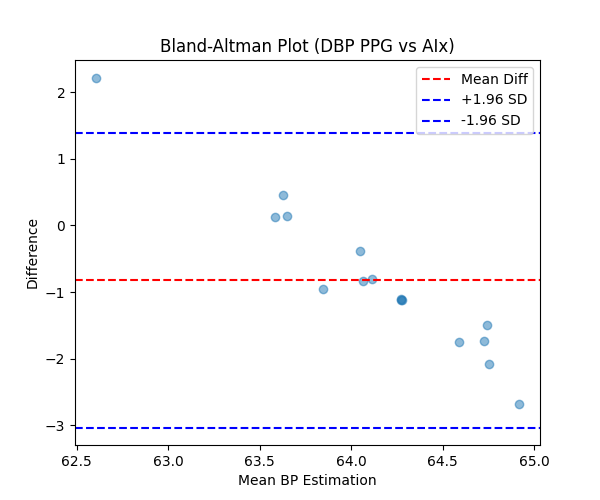 Bland-Altman Plot (DBP PPG vs AIx)
Mean Diff
+1.96 SD
-1.96 SD
2
1
0
−1
−2
−3
Difference
62.5 63.0 63.5 64.0 64.5 65.0
Mean BP Estimation